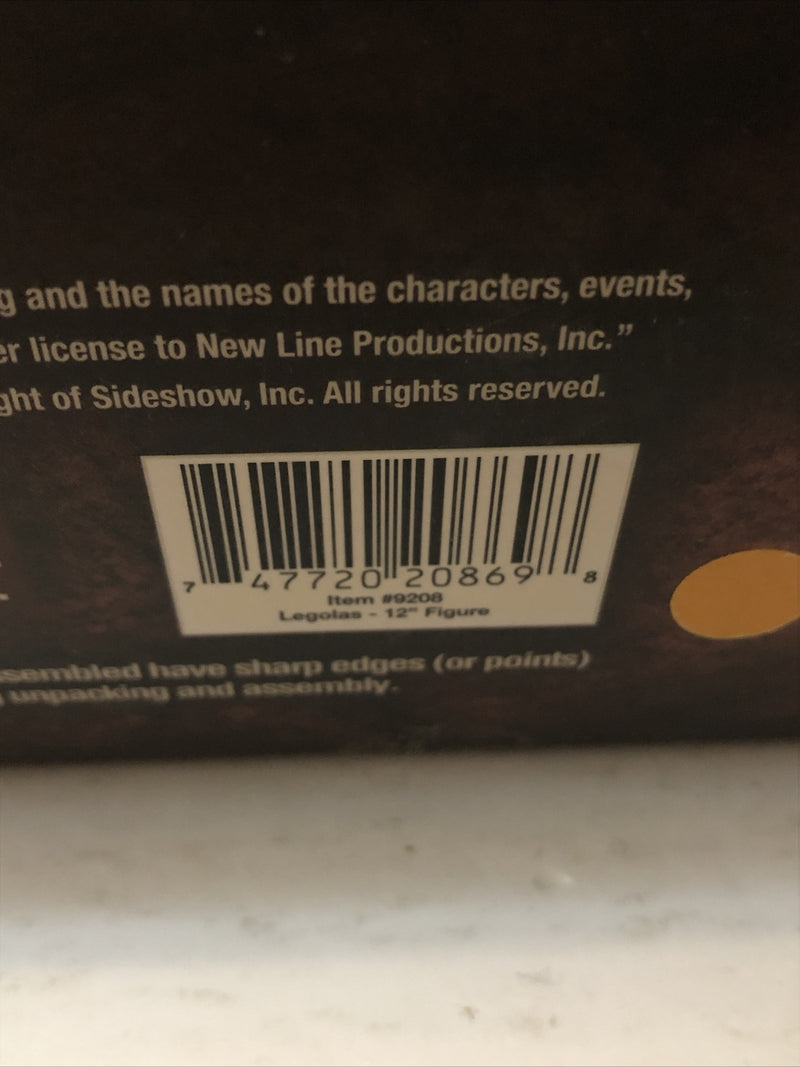 g and the names of the characters, events,
er license to New Line Productions, Inc.”
ght of Sideshow, Inc. All rights reserved.
7 47720 20869 8
Item #9208
Legolas - 12" Figure
ssembled have sharp edges (or points)
unpacking and assembly.